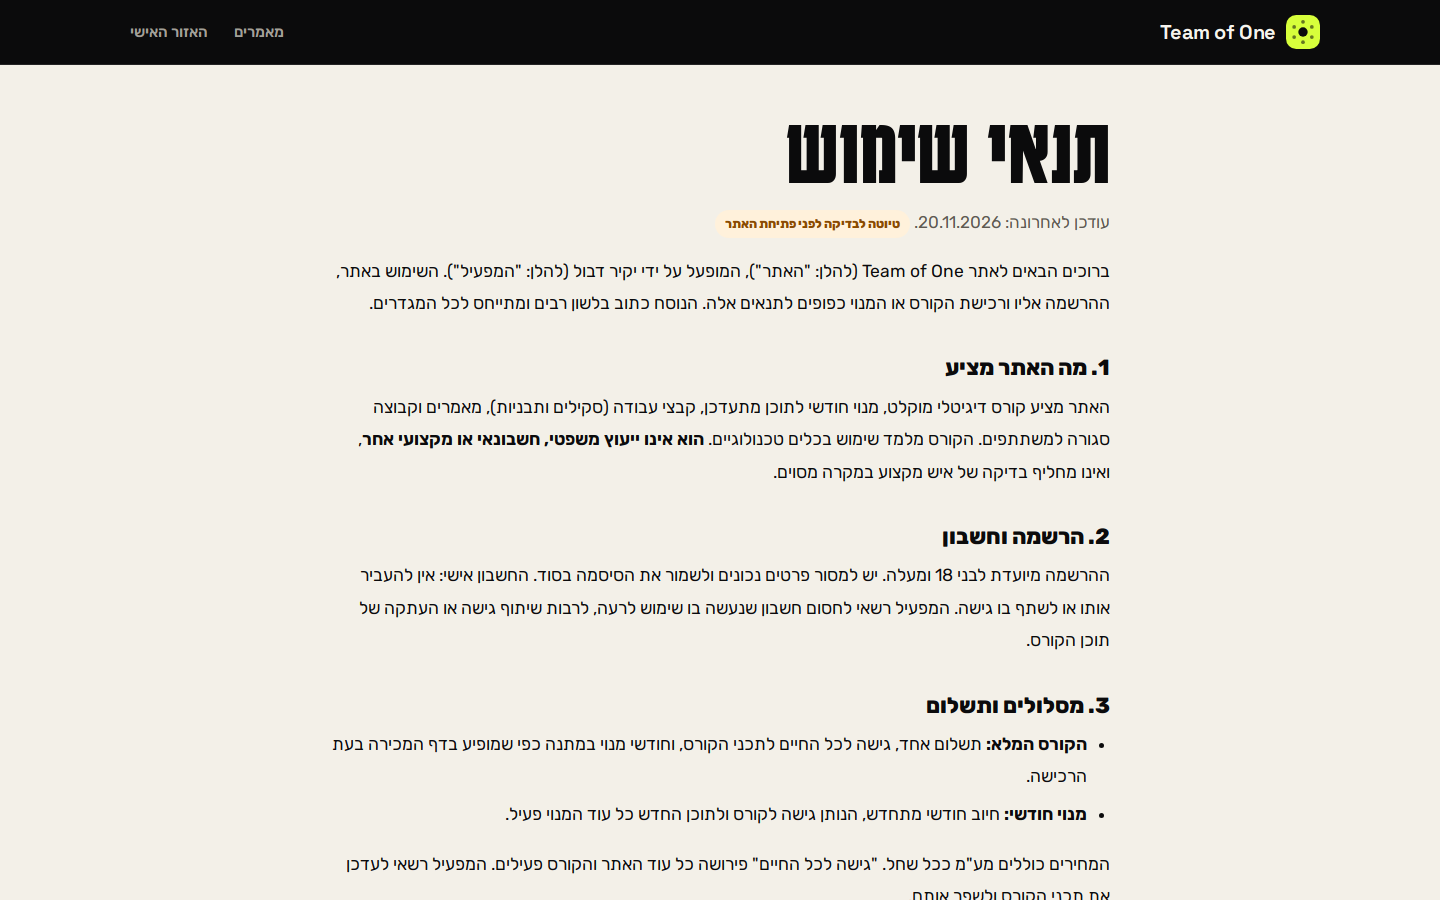 Team of One
מאמרים
האזור האישי
תנאי שימוש
עודכן לאחרונה: 20.11.2026. טיוטה לבדיקה לפני פתיחת האתר
ברוכים הבאים לאתר Team of One (להלן: "האתר"), המופעל על ידי יקיר דבול (להלן: "המפעיל"). השימוש באתר,
ההרשמה אליו ורכישת הקורס או המנוי כפופים לתנאים אלה. הנוסח כתוב בלשון רבים ומתייחס לכל המגדרים.
1. מה האתר מציע
האתר מציע קורס דיגיטלי מוקלט, מנוי חודשי לתוכן מתעדכן, קבצי עבודה (סקילים ותבניות), מאמרים וקבוצה
סגורה למשתתפים. הקורס מלמד שימוש בכלים טכנולוגיים. הוא אינו ייעוץ משפטי, חשבונאי או מקצועי אחר,
ואינו מחליף בדיקה של איש מקצוע במקרה מסוים.
2. הרשמה וחשבון
ההרשמה מיועדת לבני 18 ומעלה. יש למסור פרטים נכונים ולשמור את הסיסמה בסוד. החשבון אישי: אין להעביר
אותו או לשתף בו גישה. המפעיל רשאי לחסום חשבון שנעשה בו שימוש לרעה, לרבות שיתוף גישה או העתקה של
תוכן הקורס.
3. מסלולים ותשלום
• הקורס המלא: תשלום אחד, גישה לכל החיים לתכני הקורס, וחודשי מנוי במתנה כפי שמופיע בדף המכירה בעת
הרכישה.
• מנוי חודשי: חיוב חודשי מתחדש, הנותן גישה לקורס ולתוכן החדש כל עוד המנוי פעיל.
המחירים כוללים מע"מ ככל שחל. "גישה לכל החיים" פירושה כל עוד האתר והקורס פעילים. המפעיל רשאי לעדכן
את תכני הקורס ולשפר אותם